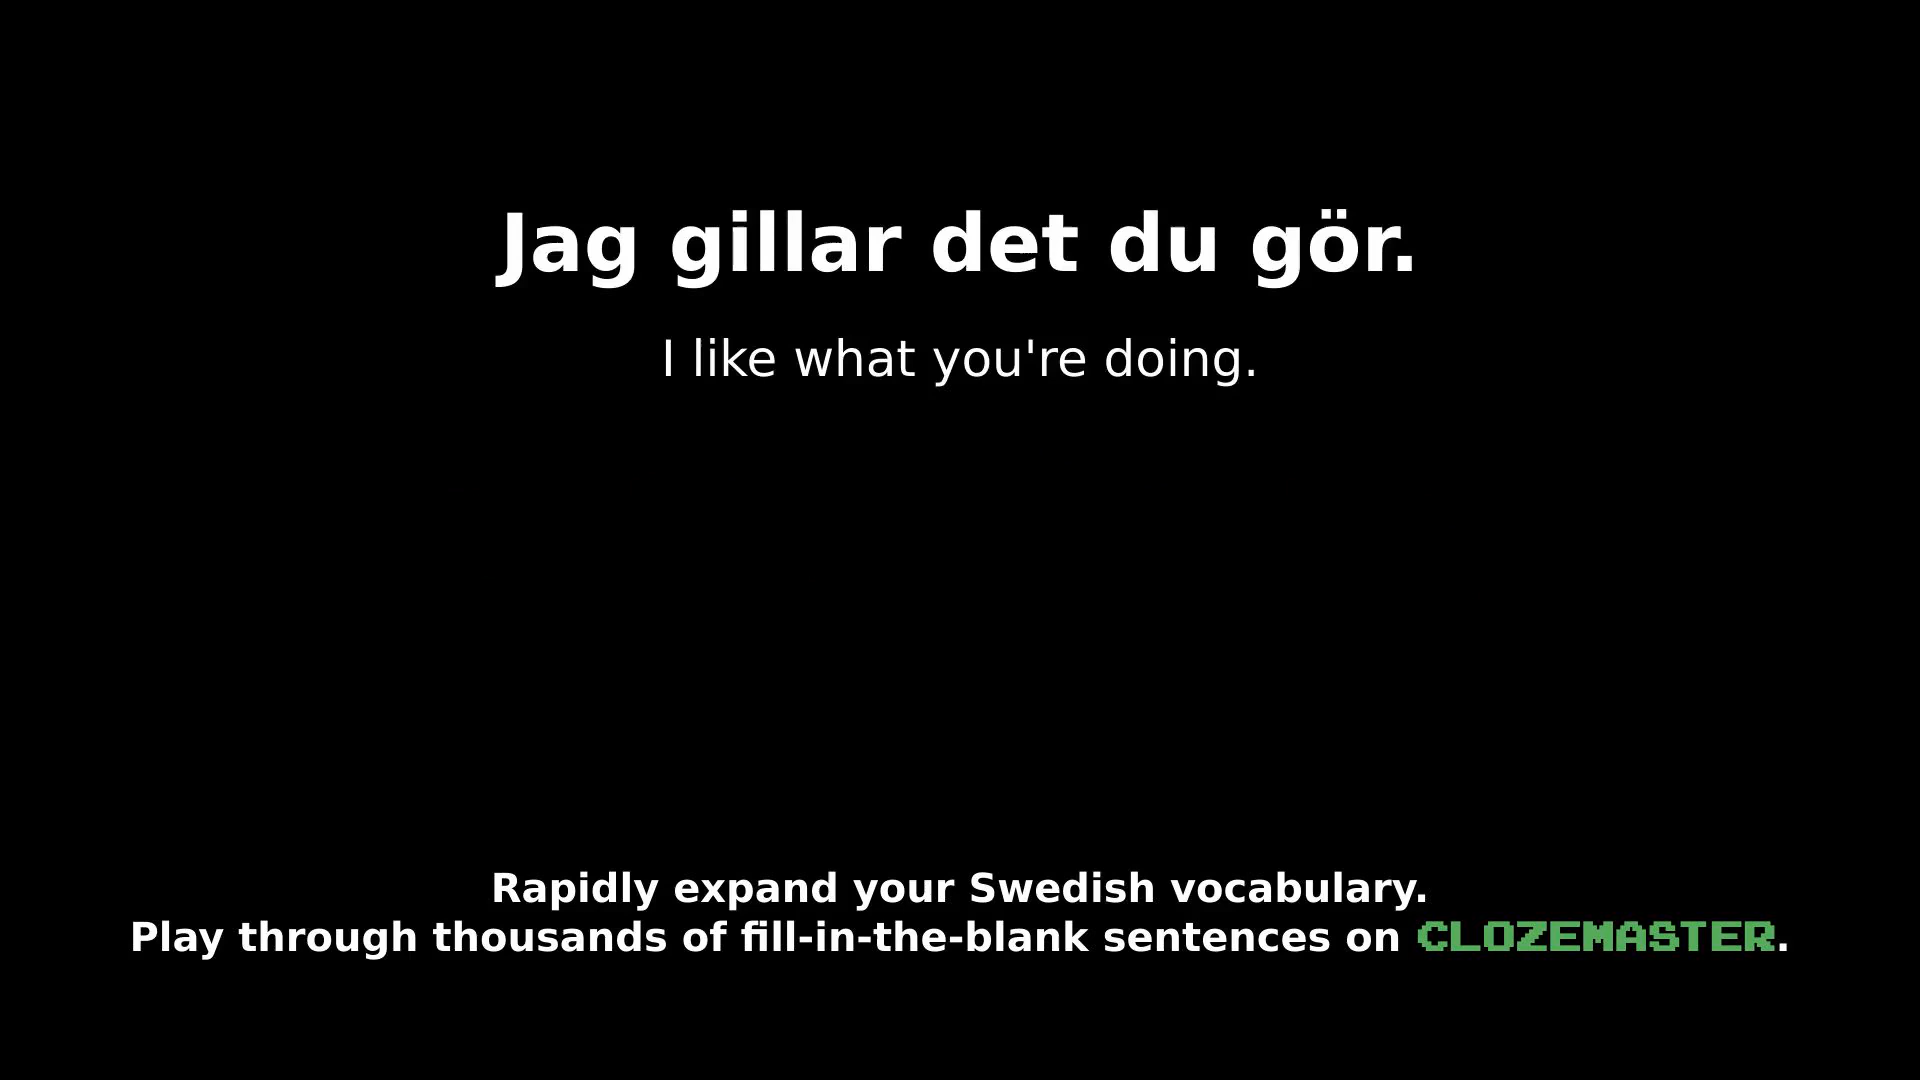 Jag gillar det du gör.
I like what you're doing.
Rapidly expand your Swedish vocabulary.
Play through thousands of fill-in-the-blank sentences on CLOZEMASTER.